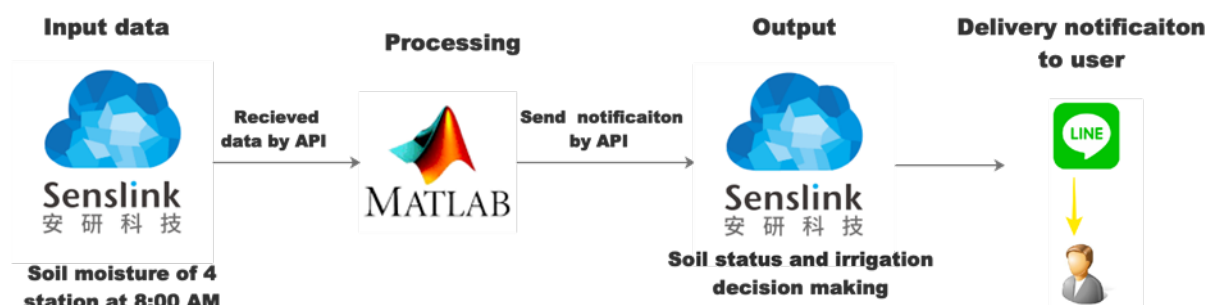 Input data
Senslink
安研科技
Soil moisture of 4
station at 8:00 AM
Recieved
data by API
Processing
MATLAB
Send notificaiton
by API
Output
Senslink
安研科技
Soil status and irrigation
decision making
Delivery notificaiton
to user
LINE